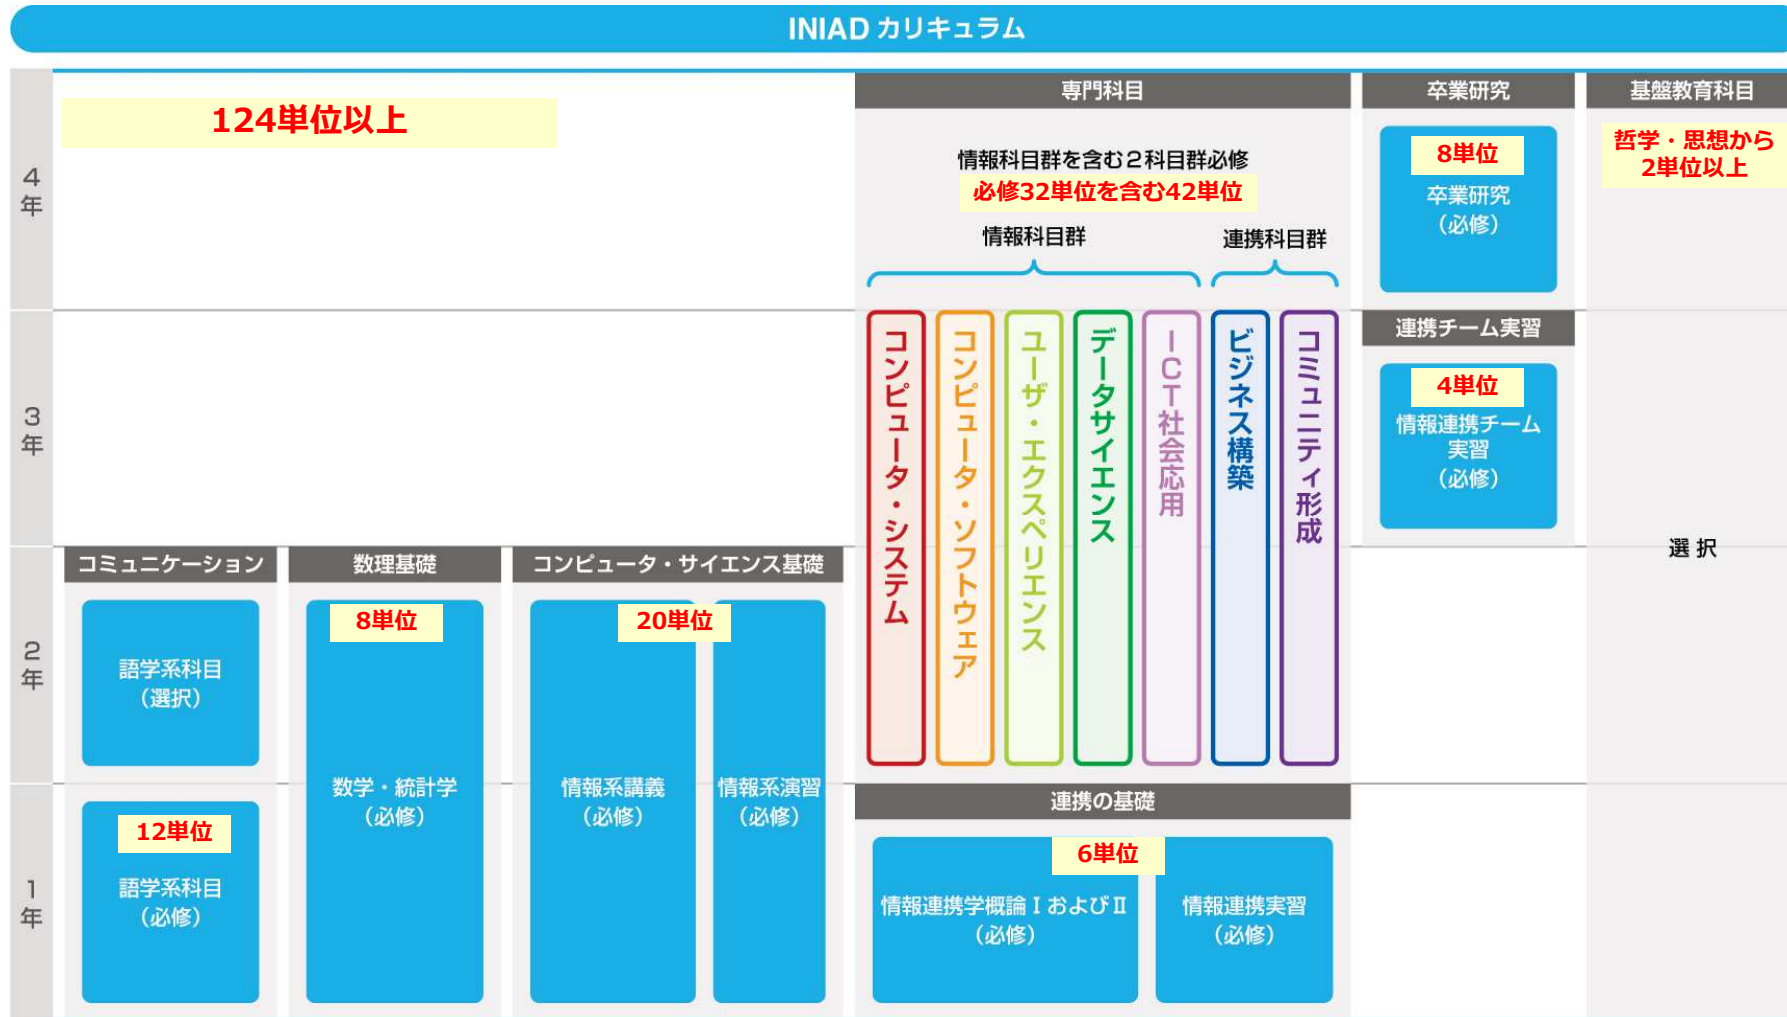 INIAD カリキュラム
124単位以上
4
年
専門科目
情報科目群を含む2科目群必修
必修32単位を含む42単位
情報科目群
連携科目群
コンピュータ・システム
コンピュータ・ソフトウェア
ユーザ・エクスペリエンス
データサイエンス
ICT社会応用
ビジネス構築
コミュニティ形成
卒業研究
8単位
卒業研究
(必修)
基盤教育科目
哲学・思想から
2単位以上
選択
3
年
連携チーム実習
4単位
情報連携チーム
実習
(必修)
2
年
コミュニケーション
語学系科目
(選択)
数理基礎
8単位
数学・統計学
(必修)
コンピュータ・サイエンス基礎
20単位
情報系講義
(必修)
情報系演習
(必修)
1
年
12単位
語学系科目
(必修)
連携の基礎
6単位
情報連携学概論ⅠおよびⅡ
(必修)
情報連携実習
(必修)